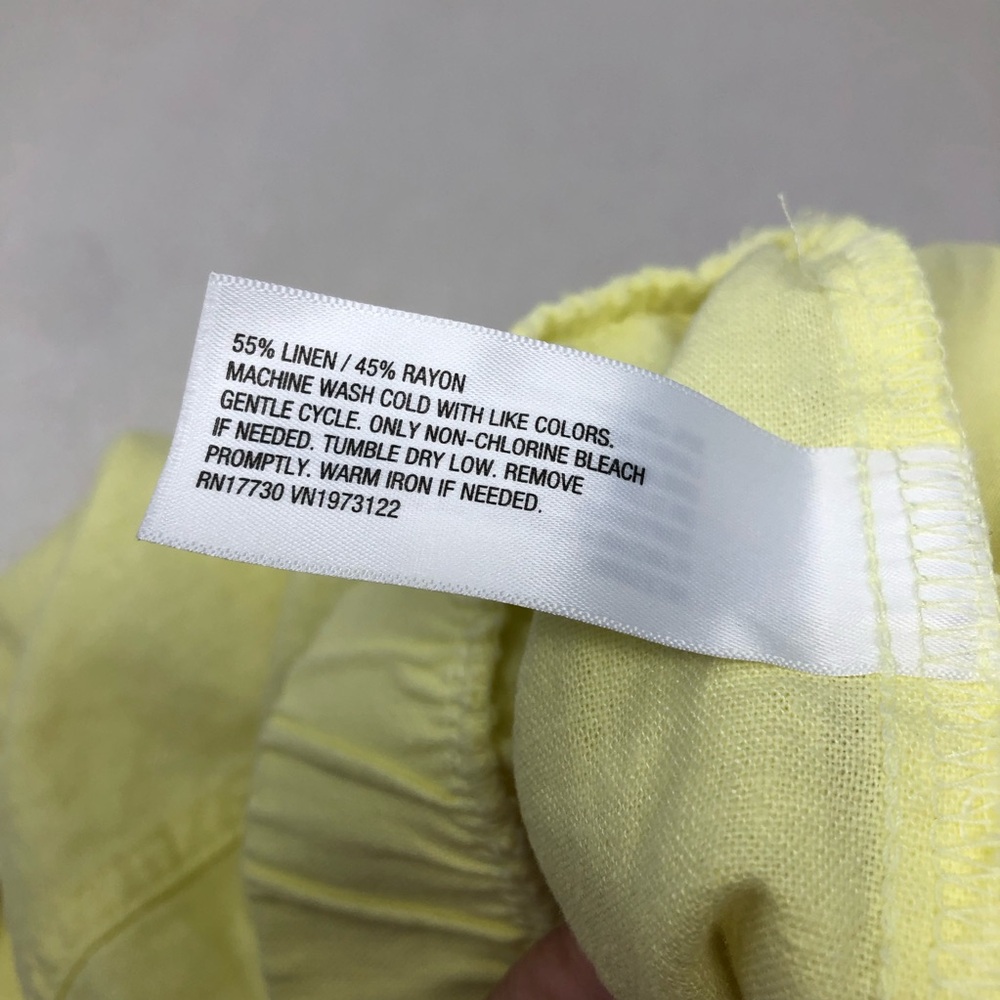 55% LINEN / 45% RAYON
MACHINE WASH COLD WITH LIKE COLORS.
GENTLE CYCLE. ONLY NON-CHLORINE BLEACH
IF NEEDED. TUMBLE DRY LOW. REMOVE
PROMPTLY. WARM IRON IF NEEDED.
RN17730 VN1973122